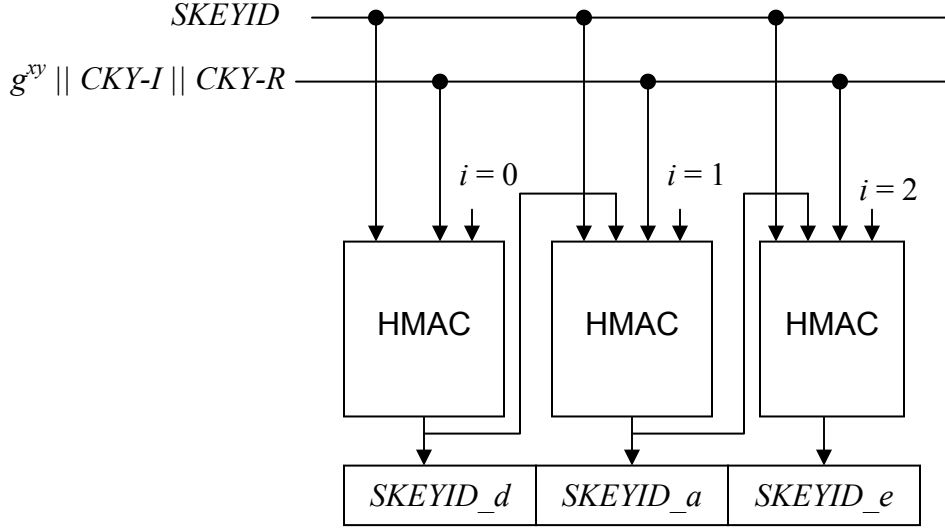 SKEYID
g^xy || CKY-I || CKY-R
i = 0
i = 1
i = 2
HMAC
HMAC
HMAC
SKEYID_d
SKEYID_a
SKEYID_e